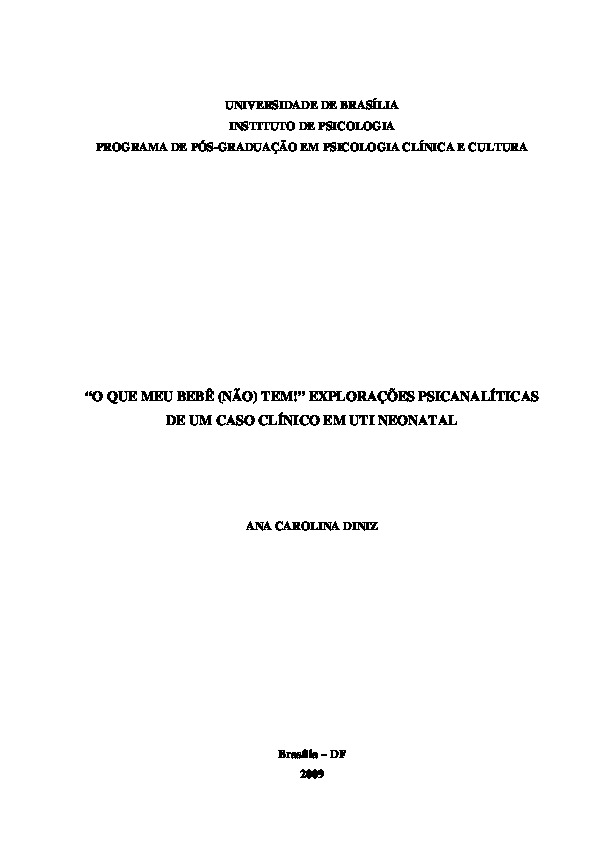 UNIVERSIDADE DE BRASÍLIA
INSTITUTO DE PSICOLOGIA
PROGRAMA DE PÓS-GRADUAÇÃO EM PSICOLOGIA CLÍNICA E CULTURA
“O QUE MEU BEBÊ (NÃO) TEM!” EXPLORAÇÕES PSICANALÍTICAS
DE UM CASO CLÍNICO EM UTI NEONATAL
ANA CAROLINA DINIZ
Brasília – DF
2009